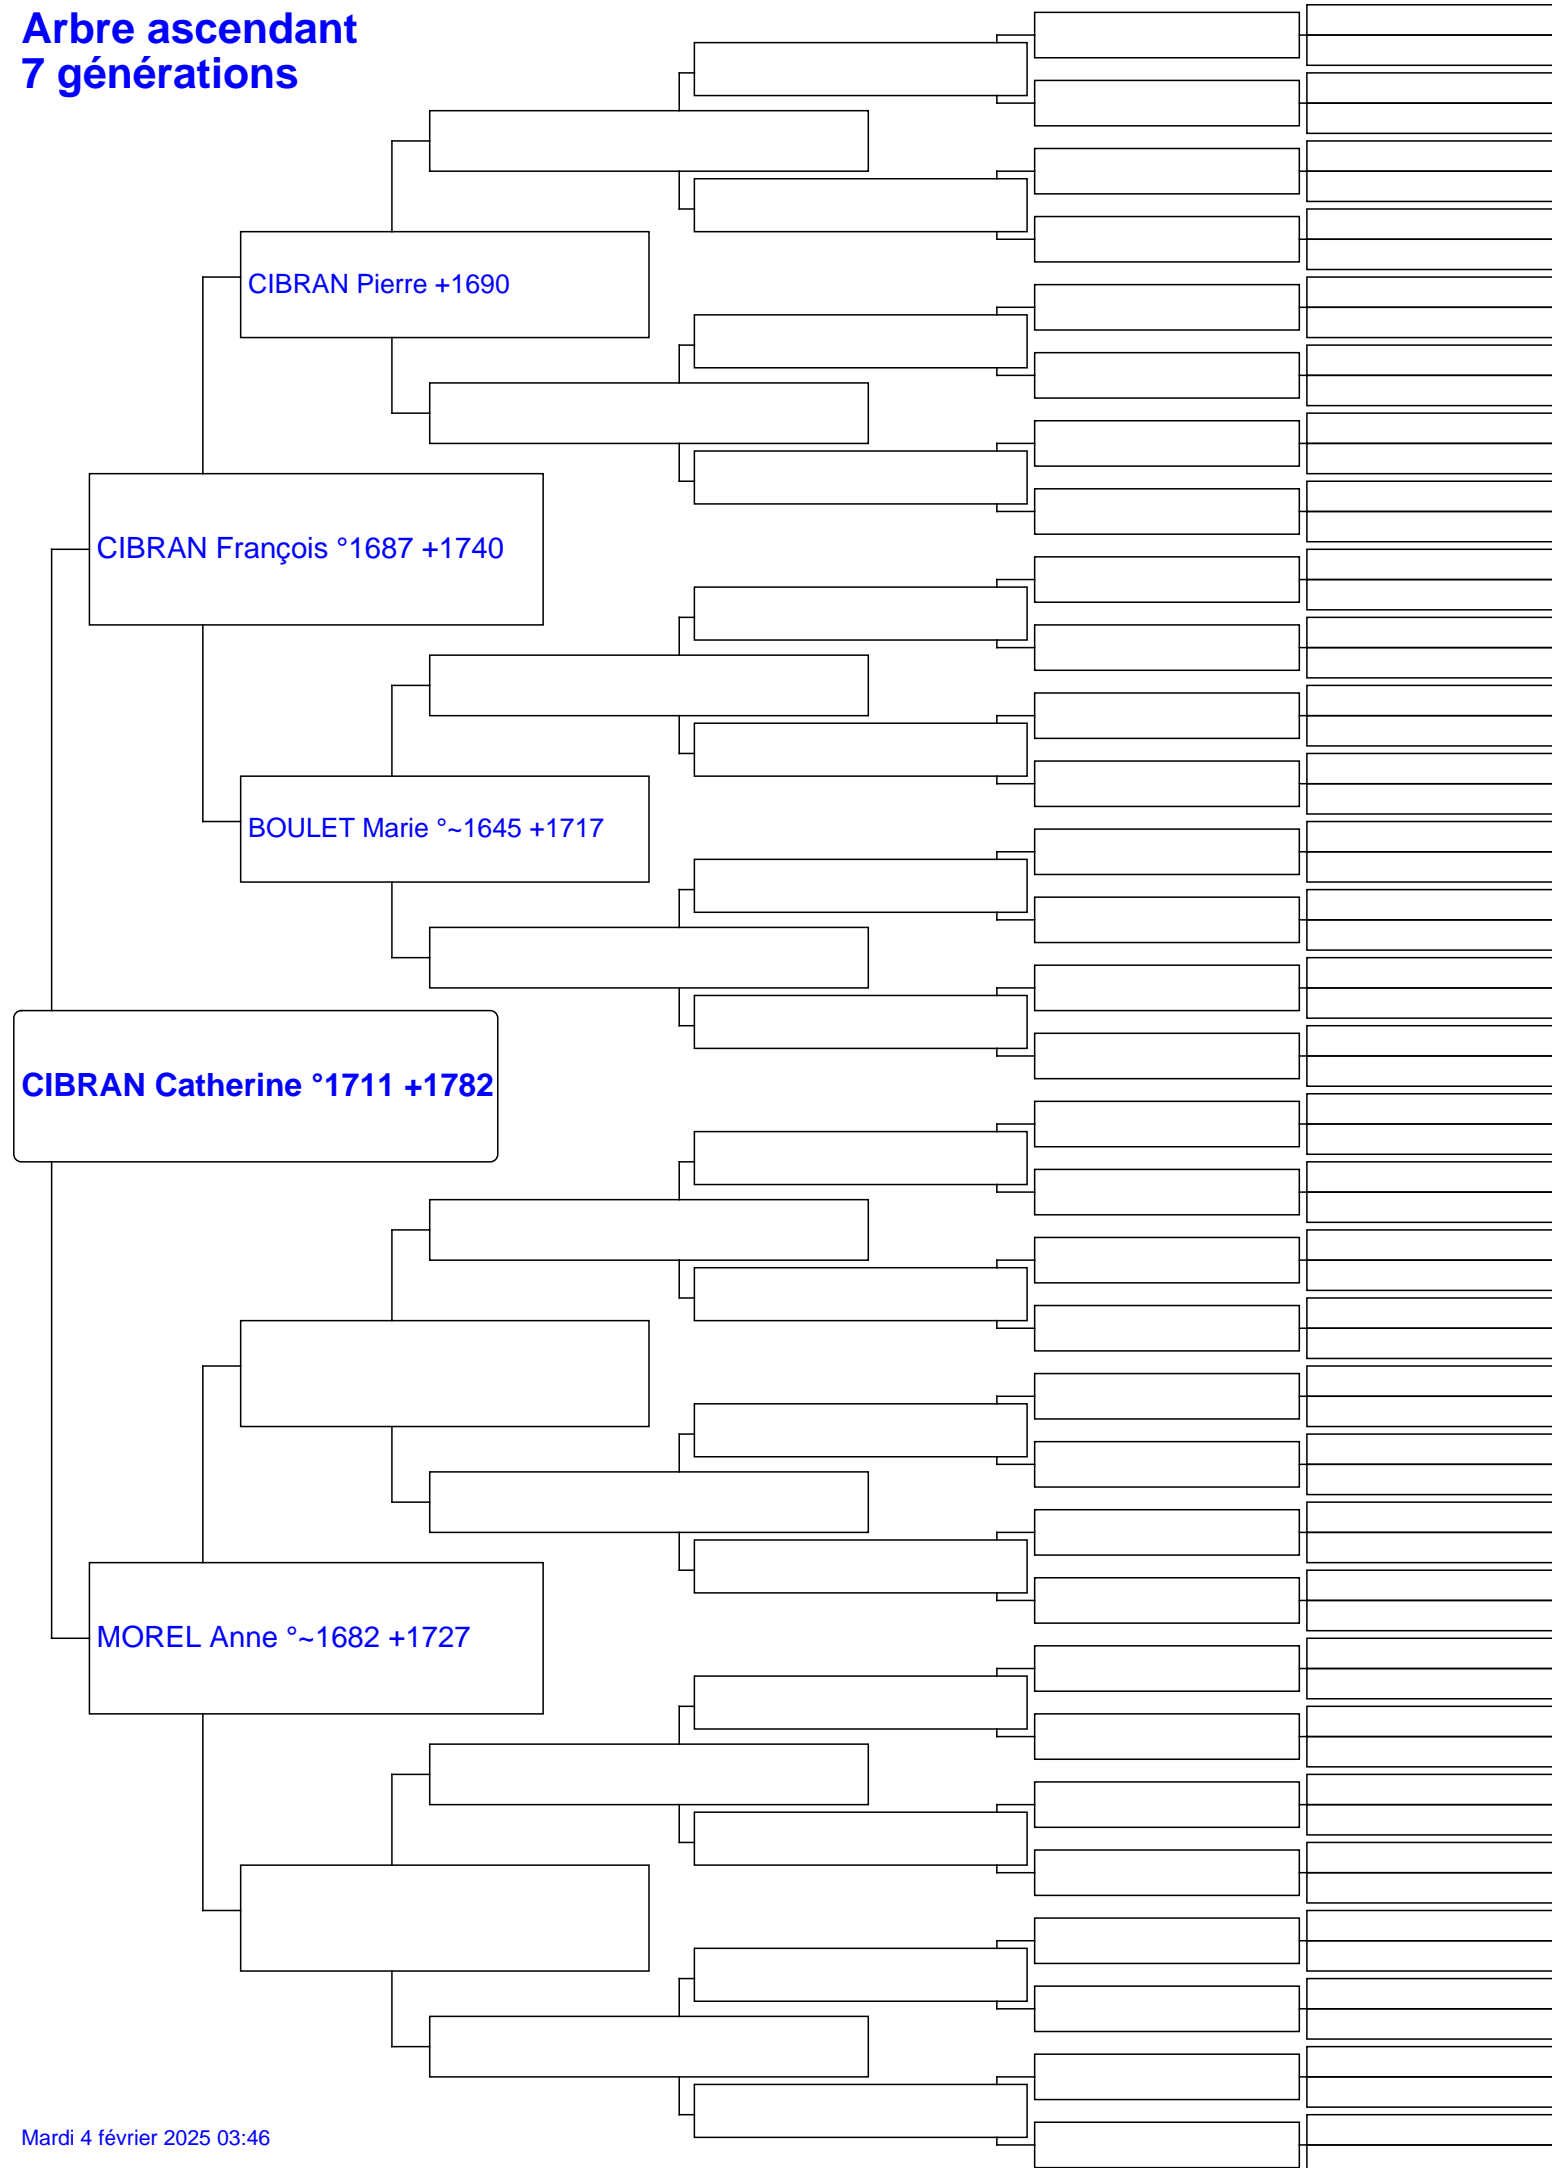 Arbre ascendant
7 générations
CIBRAN Pierre +1690
CIBRAN François °1687 +1740
BOULET Marie °~1645 +1717
CIBRAN Catherine °1711 +1782
MOREL Anne °~1682 +1727
Mardi 4 février 2025 03:46